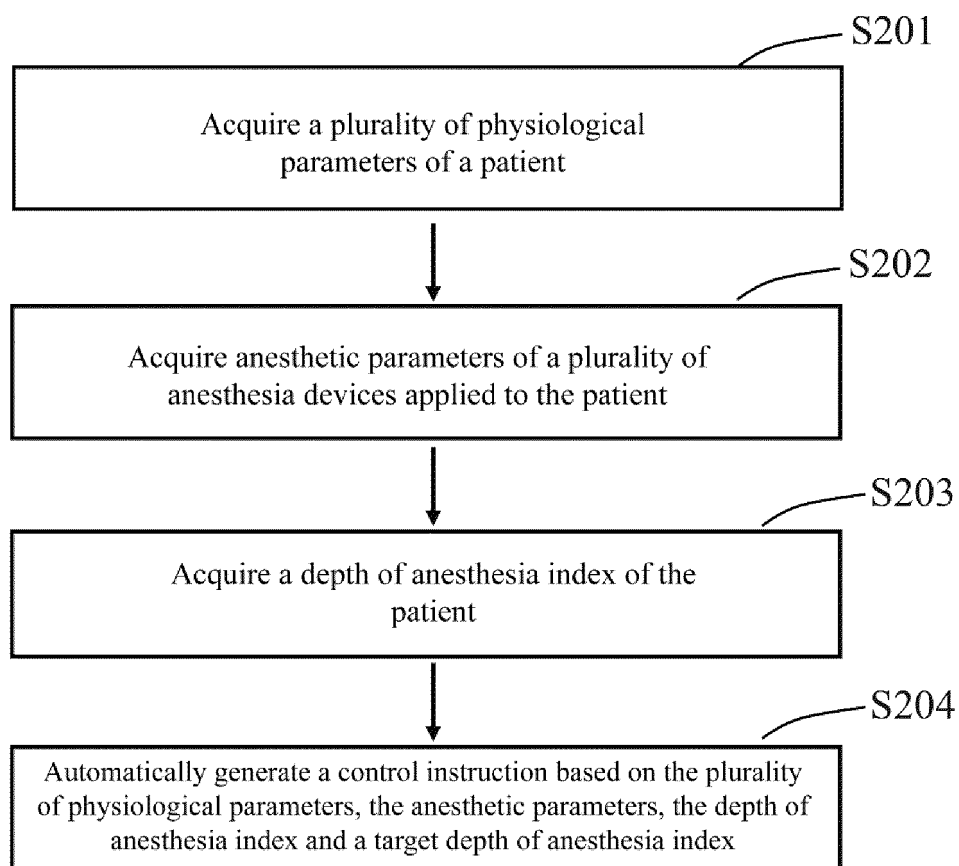 S201
Acquire a plurality of physiological
parameters of a patient
S202
Acquire anesthetic parameters of a plurality of
anesthesia devices applied to the patient
S203
Acquire a depth of anesthesia index of the
patient
S204
Automatically generate a control instruction based on the plurality
of physiological parameters, the anesthetic parameters, the depth of
anesthesia index and a target depth of anesthesia index